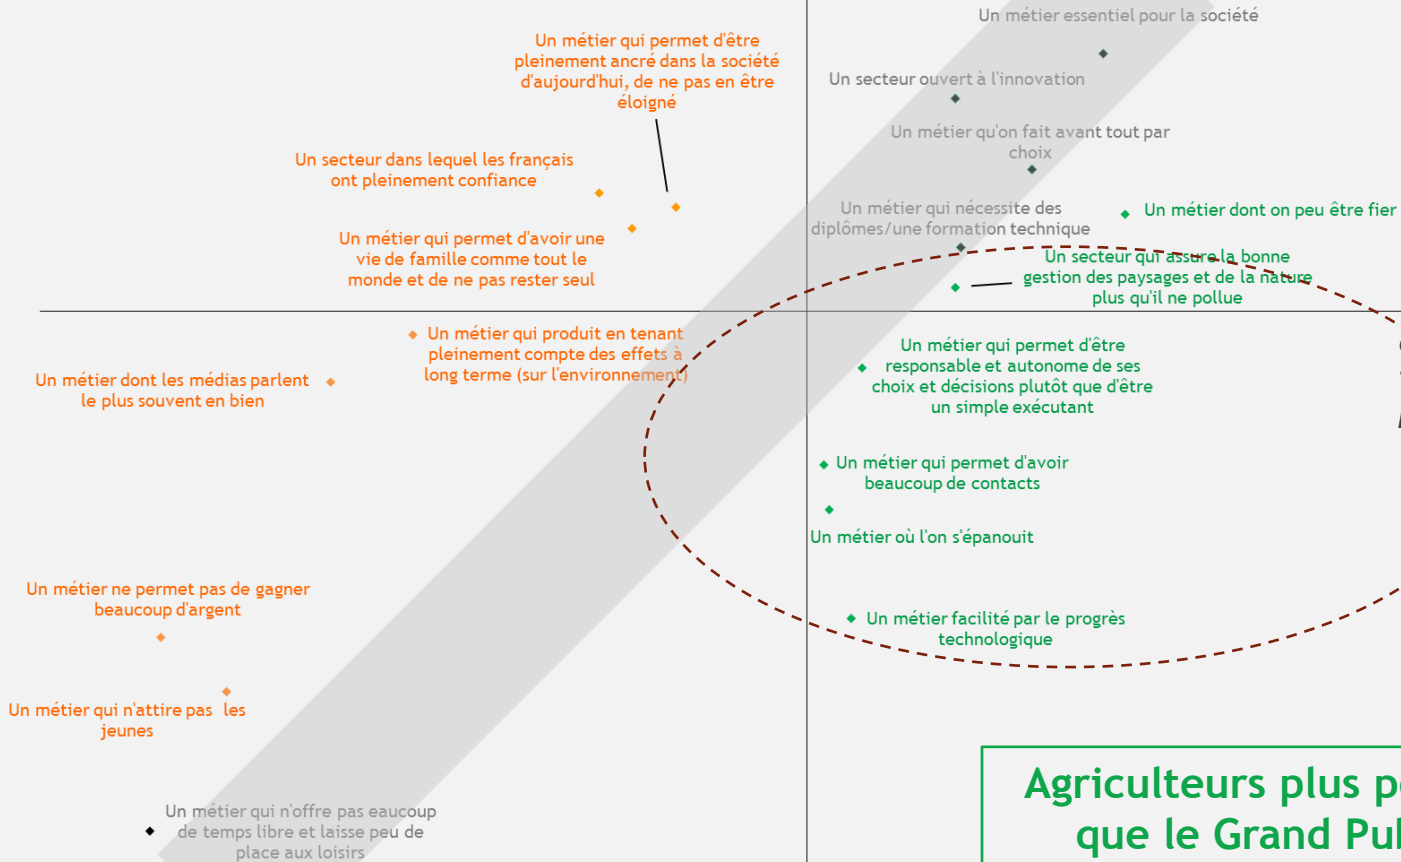 Un métier essentiel pour la société
Un métier qui permet d'être
pleinement ancré dans la société
d'aujourd'hui, de ne pas en être
éloigné
Un secteur ouvert à l'innovation
Un métier qu'on fait avant tout par
choix
Un secteur dans lequel les français
ont pleinement confiance
Un métier qui nécessite des
diplômes/une formation technique
Un métier dont on peu être fier
Un métier qui permet d'avoir une
vie de famille comme tout le
monde et de ne pas rester seul
Un secteur qui assure la bonne
gestion des paysages et de la nature
plus qu'il ne pollue
Un métier qui produit en tenant
pleinement compte des effets à
long terme (sur l'environnement)
Un métier qui permet d'être
responsable et autonome de ses
choix et décisions plutôt que d'être
un simple exécutant
Un métier dont les médias parlent
le plus souvent en bien
Un métier qui permet d'avoir
beaucoup de contacts
Un métier où l'on s'épanouit
Un métier ne permet pas de gagner
beaucoup d'argent
Un métier facilité par le progrès
technologique
Un métier qui n'attire pas les
jeunes
Agriculteurs plus
que le Grand
Un métier qui n'offre pas eaucoup
de temps libre et laisse peu de
place aux loisirs